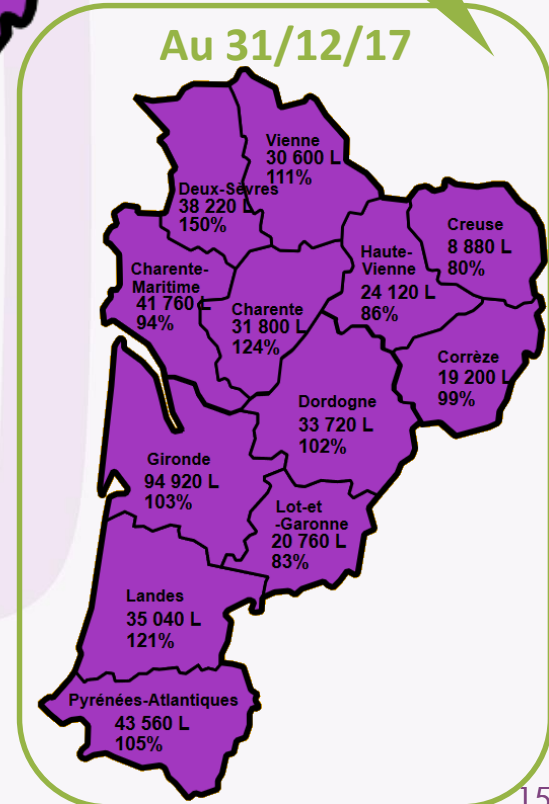 Au 31/12/17
Vienne
30 600 L
111%
Deux-Sèvres
38 220 L
150%
Creuse
8 880 L
80%
Haute-
Vienne
24 120 L
86%
Charente-
Maritime
41 760 L
94%
Charente
31 800 L
124%
Corrèze
19 200 L
99%
Dordogne
33 720 L
102%
Gironde
94 920 L
103%
Lot-et
-Garonne
20 760 L
83%
Landes
35 040 L
121%
Pyrénées-Atlantiques
43 560 L
105%
15